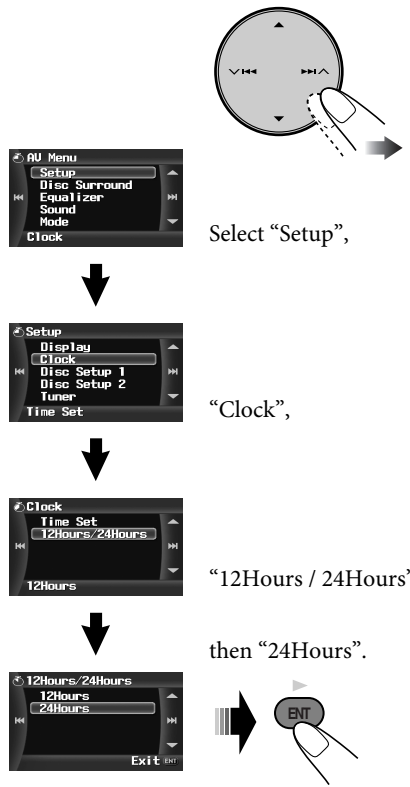 AV Menu
Setup
Disc Surround
Equalizer
Sound
Mode
Clock
Select “Setup”,
Setup
Display
Clock
Disc Setup 1
Disc Setup 2
Tuner
Time Set
“Clock”,
Clock
Time Set
12Hours/24Hours
12Hours
“12Hours / 24Hours’
then “24Hours”.
12Hours/24Hours
12Hours
24Hours
Exit ENT
ENT